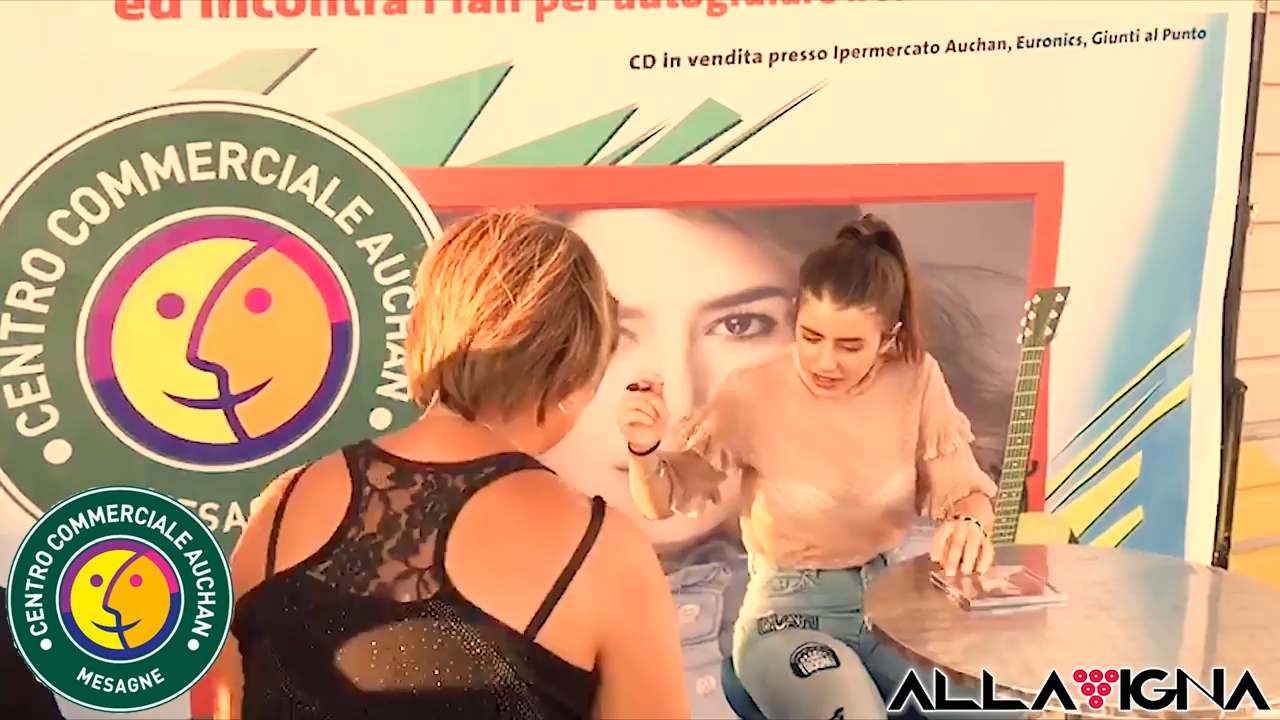 ed incontra i fan per autografare
CD in vendita presso Ipermercato Auchan, Euronics, Giunti al Punto
CENTRO COMMERCIALE AUCHAN
CENTRO COMMERCIALE AUCHAN
MESAGNE
ALLAVIGNA